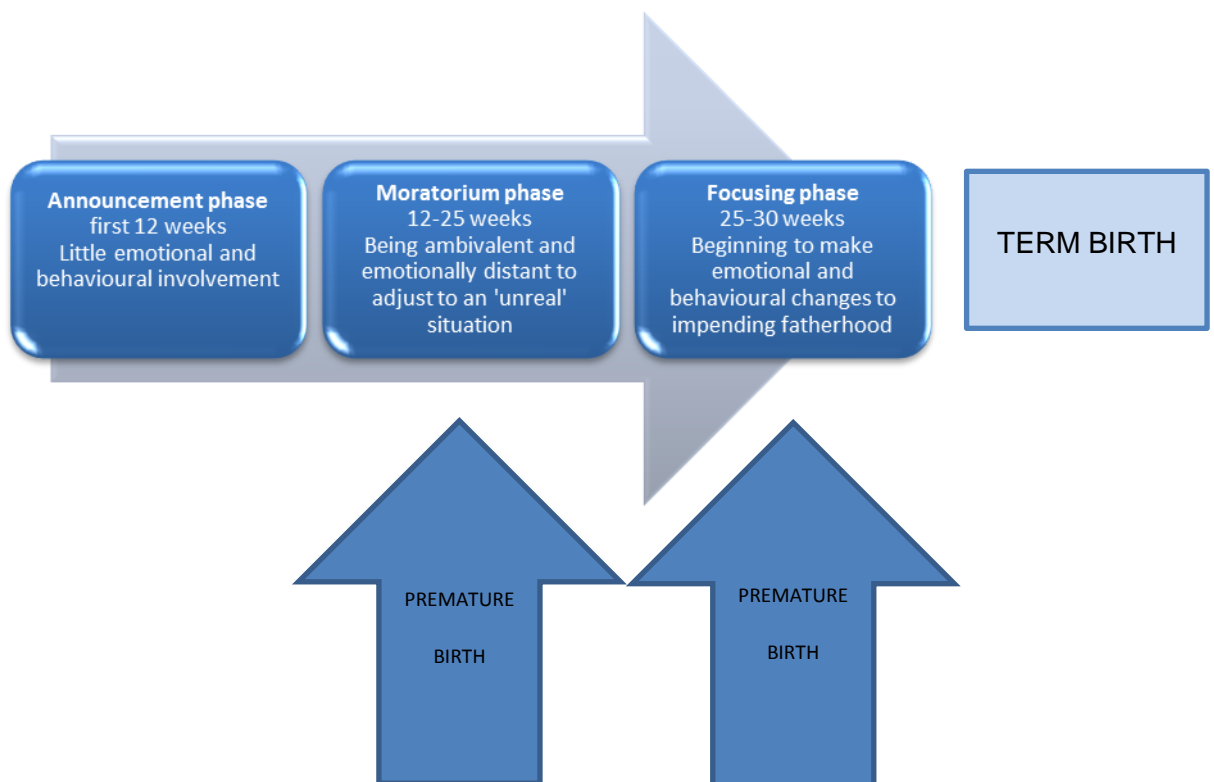 Announcement phase
first 12 weeks
Little emotional and
behavioural involvement
Moratorium phase
12-25 weeks
Being ambivalent and
emotionally distant to
adjust to an 'unreal'
situation
Focusing phase
25-30 weeks
Beginning to make
emotional and
behavioural changes to
impending fatherhood
TERM BIRTH
PREMATURE
BIRTH
PREMATURE
BIRTH